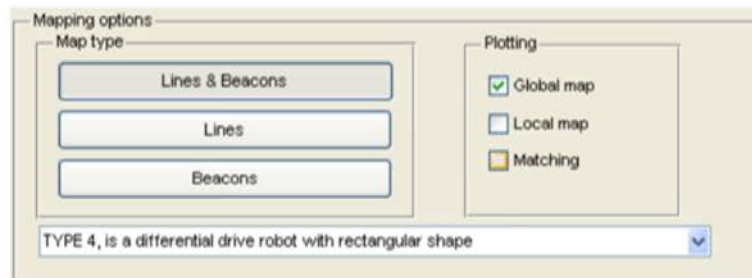 Mapping options
Map type
Lines & Beacons
Lines
Beacons
Plotting
Global map
Local map
Matching
TYPE 4, is a differential drive robot with rectangular shape